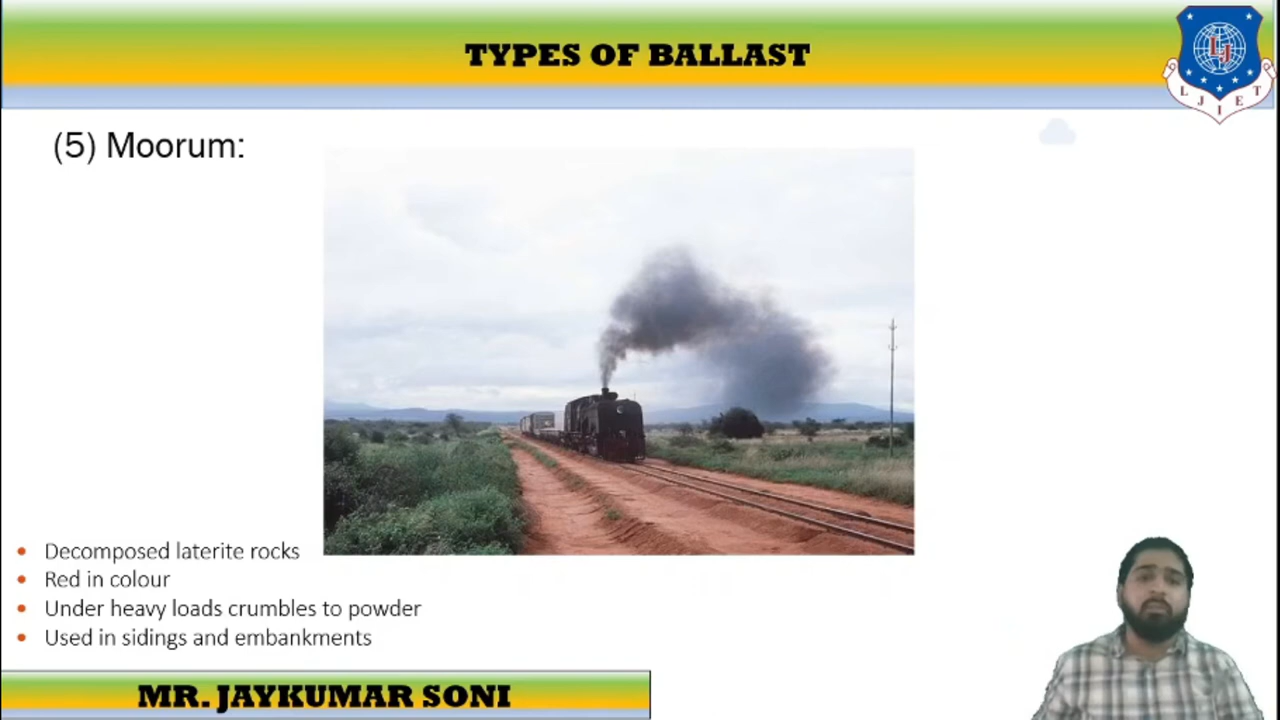 TYPES OF BALLAST
LJ
L J I E T
(5) Moorum:
Decomposed laterite rocks
Red in colour
Under heavy loads crumbles to powder
Used in sidings and embankments
MR. JAYKUMAR SONI